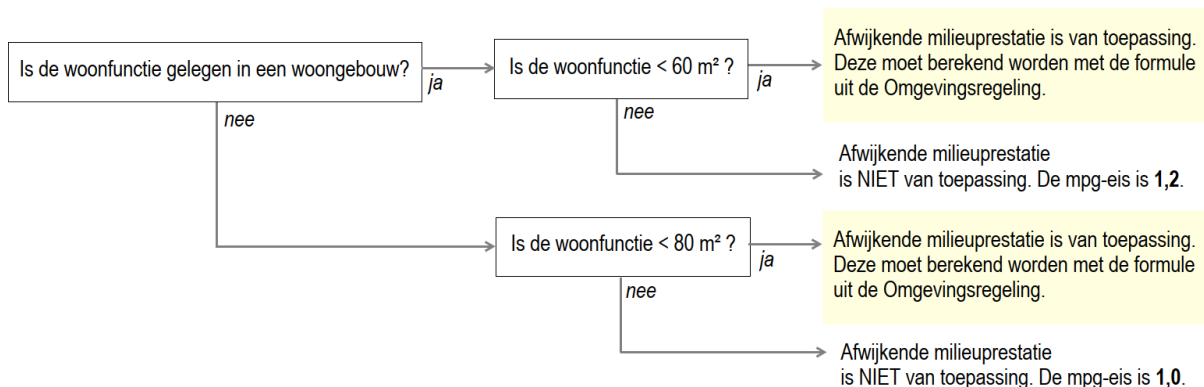 Is de woonfunctie gelegen in een woongebouw?
ja
nee
Is de woonfunctie < 60 m² ?
ja
nee
Afwijkende milieuprestatie is van toepassing.
Deze moet berekend worden met de formule
uit de Omgevingsregeling.
Afwijkende milieuprestatie
is NIET van toepassing. De mpg-eis is 1,2.
Is de woonfunctie < 80 m² ?
ja
nee
Afwijkende milieuprestatie is van toepassing.
Deze moet berekend worden met de formule
uit de Omgevingsregeling.
Afwijkende milieuprestatie
is NIET van toepassing. De mpg-eis is 1,0.